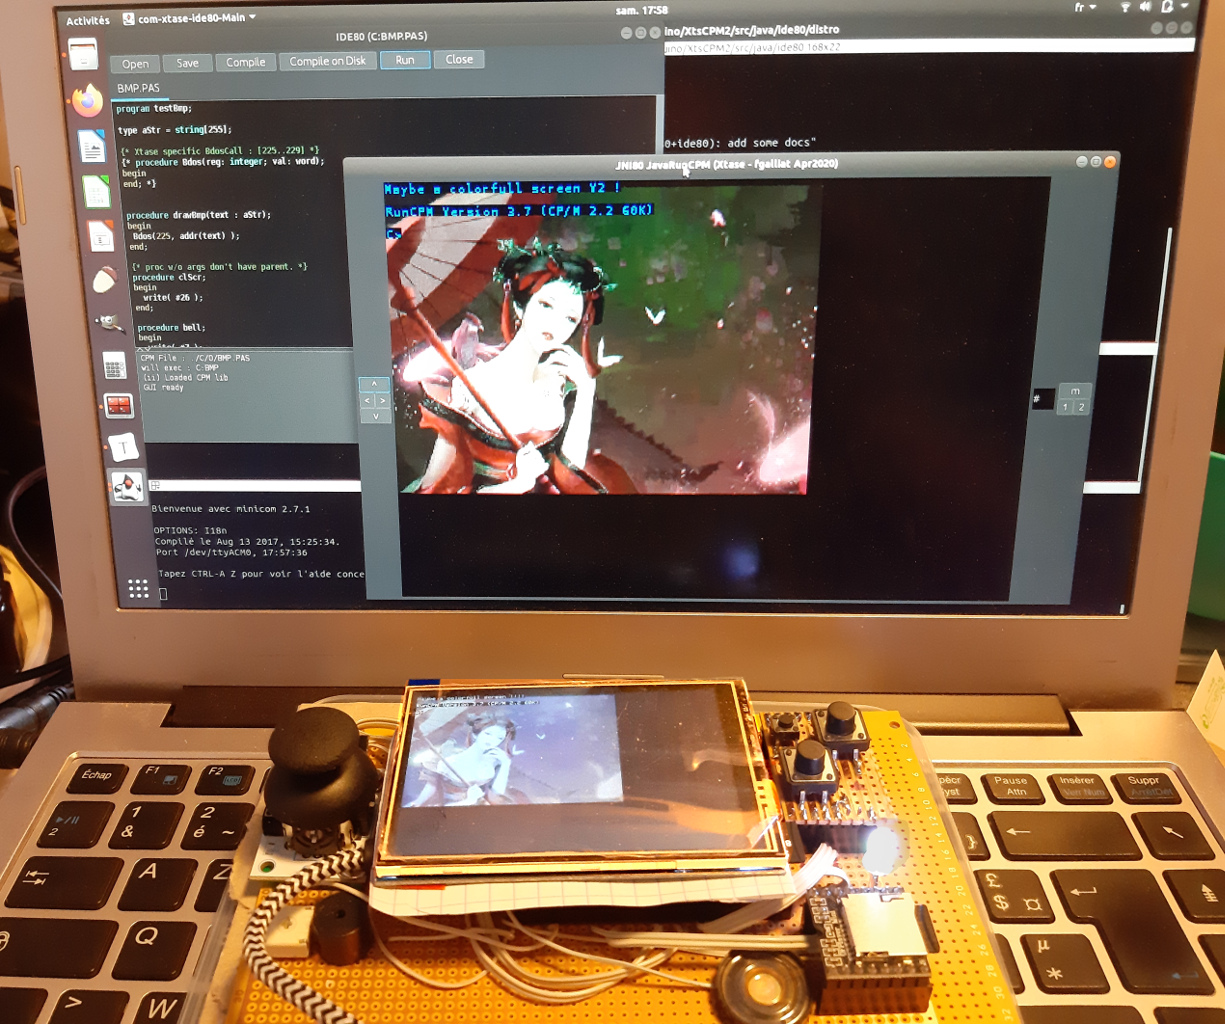 Activités
com-xtase-ide80-Main
sam. 17:58
fr
IDE80 (C:BMP.PAS)
Open
Save
Compile
Compile on Disk
Run
Close
BMP.PAS
program testBmp;
type aStr = string[255];
{* Xtase specific BdosCall : [225..229] *}
{* procedure Bdos(reg: integer; val: word);
begin
end; *}
procedure drawBmp(text : aStr);
begin
Bdos(225, addr(text) );
end;
{* proc w/o args don't have parent. *}
procedure clScr;
begin
write( #26 );
end;
procedure bell;
begin
CPM File : ./C/0/BMP.PAS
will exec : C:BMP
(ii) Loaded CPM lib
GUI ready
ino/XtsCPM2/src/java/ide80/distro
ino/XtsCPM2/src/java/ide80 168x22
0+ide80): add some docs"
JNI80 JavaRunCPM (Xtase - fgalliat Apr2020)
Maybe a colorfull screen V2 !
RunCPM Version 3.7 (CP/M 2.2 60K)
C>
^
< >
v
#
m
1 2
Bienvenue avec minicom 2.7.1
OPTIONS: I18n
Compilé le Aug 13 2017, 15:25:34.
Port /dev/ttyACM0, 17:57:36
Tapez CTRL-A Z pour voir l'aide conce
Échap
F1
F2
Pause
Attn
Insérer
Ver Num
Suppr
ArrêtDéf
2
1
&
2
é ~
A
Z
Q
>
W
£
$ ¤
µ
*